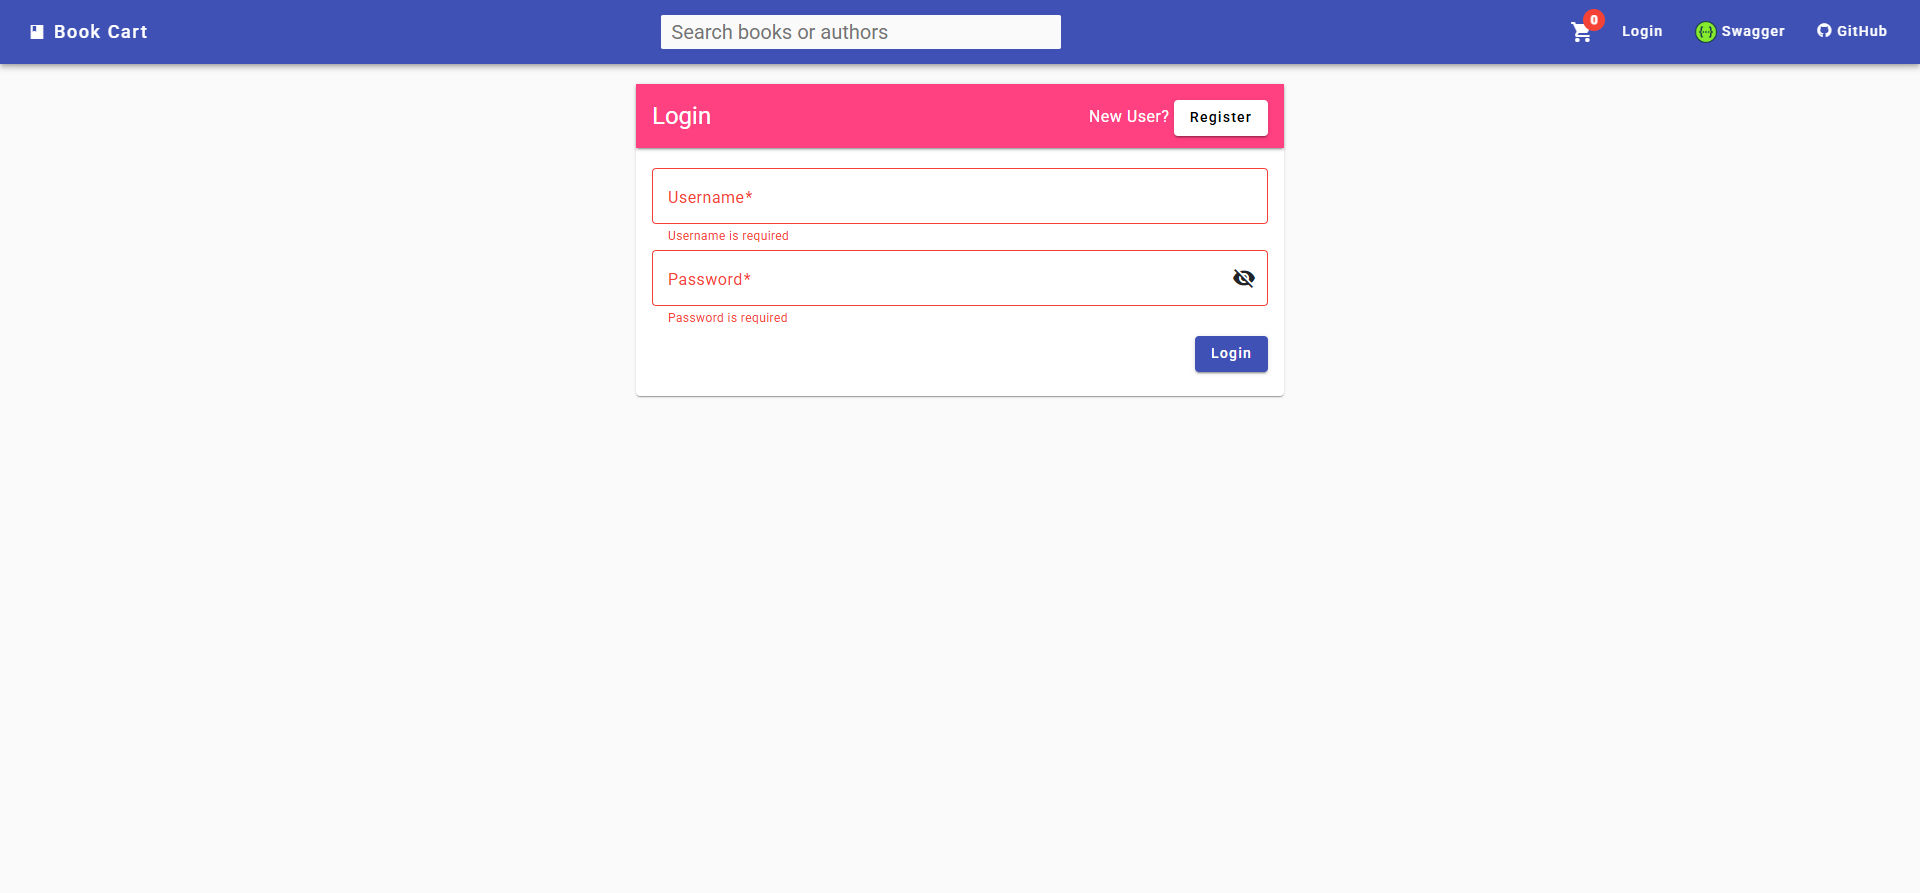 Book Cart
Search books or authors
0
Login
Swagger
GitHub
Login
New User? Register
Username*
Username is required
Password*
Password is required
Login